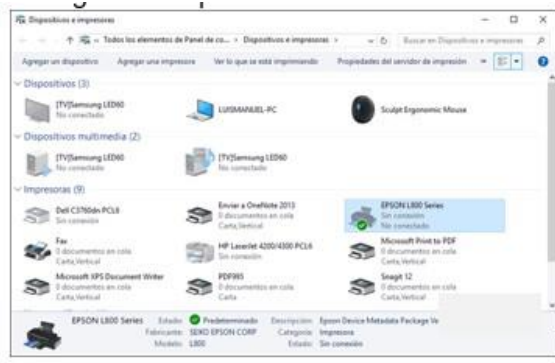 Dispositivos e impresoras
Todos los elementos de Panel de co... › Dispositivos e impresoras
Buscar en Dispositivos e impresoras
Agregar un dispositivo Agregar una impresora Ver lo que se está imprimiendo Propiedades del servidor de impresión
Dispositivos (3)
[TV]Samsung LED60
No conectado
LUISMANUEL-PC
Sculpt Ergonomic Mouse
Dispositivos multimedia (2)
[TV]Samsung LED60
No conectado
[TV]Samsung LED60
No conectado
Impresoras (9)
Dell C3760dn PCL6
Sin conexión
Enviar a OneNote 2013
0 documentos en cola
Carta, Vertical
EPSON L800 Series
Sin conexión
No conectado
Fax
0 documentos en cola
Carta, Vertical
HP LaserJet 4200/4300 PCL6
Sin conexión
Microsoft Print to PDF
0 documentos en cola
Carta, Vertical
Microsoft XPS Document Writer
0 documentos en cola
Carta, Vertical
PDF995
0 documentos en cola
Carta
Snagit 12
0 documentos en cola
Carta, Vertical
EPSON L800 Series Estado: Predeterminado Descripción: Epson Device Metadata Package Ve
Fabricante: SEIKO EPSON CORP Categoría: Impresora
Modelo: L800 Estado: Sin conexión